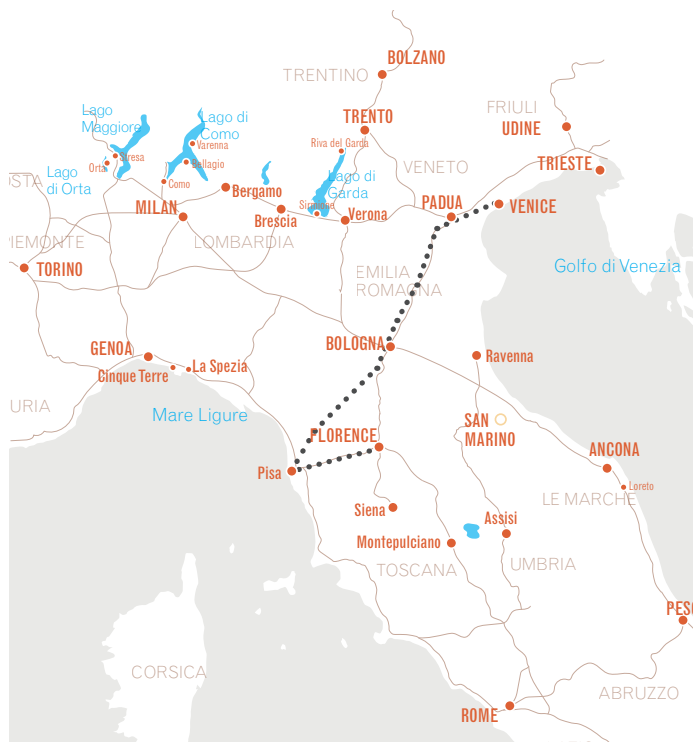 BOLZANO
TRENTINO
Lago
Maggiore
Lago di
Como
FRIULI
TRENTO
UDINE
Varenna
Riva del Garda
Stresa
Orta
Bellagio
VENETO
TRIESTE
Lago
di Orta
Como
Lago di
Garda
OSTA
Bergamo
Sirmione
MILAN
Brescia
Verona
PADUA
VENICE
PIEMONTE
LOMBARDIA
TORINO
EMILIA
ROMAGNA
Golfo di Venezia
GENOA
BOLOGNA
Ravenna
Cinque Terre
La Spezia
URIA
Mare Ligure
SAN
MARINO
FLORENCE
ANCONA
Pisa
Loreto
LE MARCHE
Siena
Assisi
Montepulciano
TOSCANA
UMBRIA
PESC
CORSICA
ABRUZZO
ROME